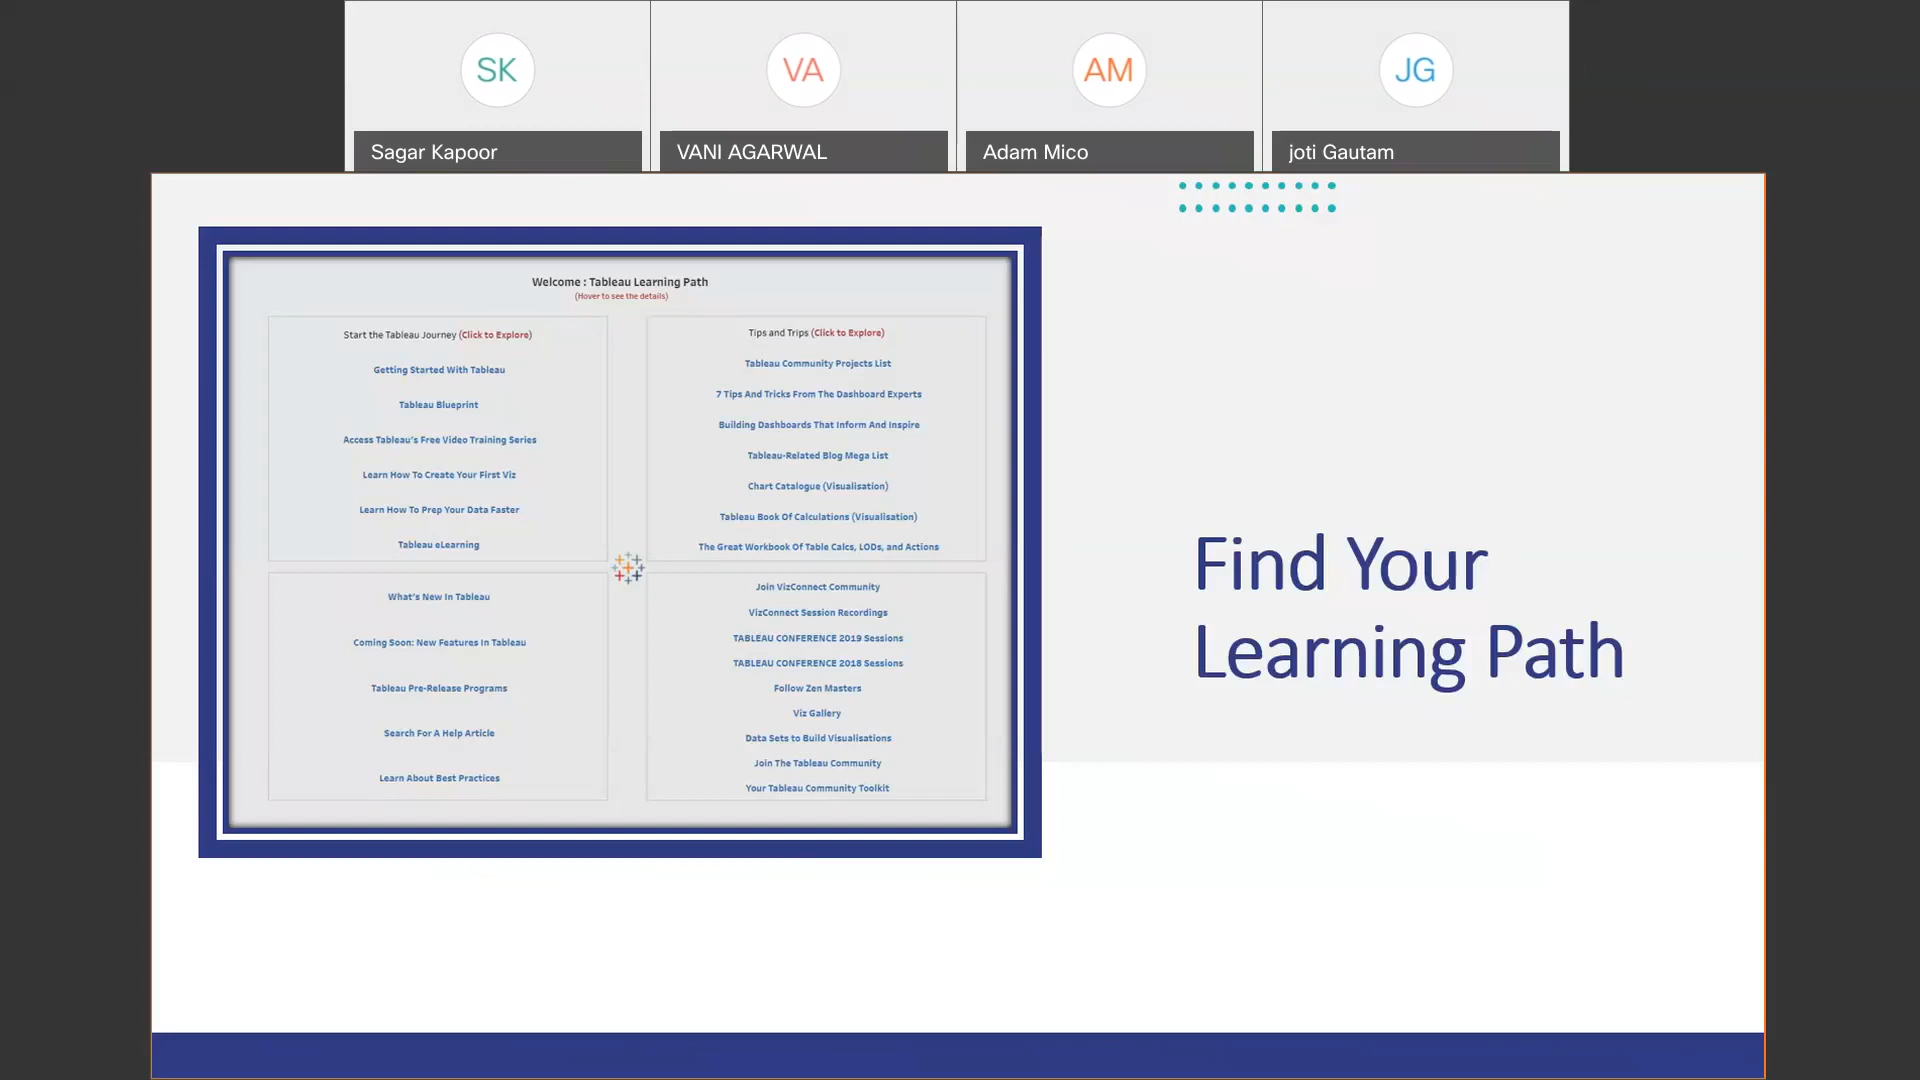 SK
VA
AM
JG
Sagar Kapoor
VANI AGARWAL
Adam Mico
joti Gautam
Welcome : Tableau Learning Path
(Hover to see the details)
Start the Tableau Journey (Click to Explore)
Getting Started With Tableau
Tableau Blueprint
Access Tableau's Free Video Training Series
Learn How To Create Your First Viz
Learn How To Prep Your Data Faster
Tableau eLearning
Tips and Trips (Click to Explore)
Tableau Community Projects List
7 Tips And Tricks From The Dashboard Experts
Building Dashboards That Inform And Inspire
Tableau-Related Blog Mega List
Chart Catalogue (Visualisation)
Tableau Book Of Calculations (Visualisation)
The Great Workbook Of Table Calcs, LODs, and Actions
What's New In Tableau
Coming Soon: New Features In Tableau
Tableau Pre-Release Programs
Search For A Help Article
Learn About Best Practices
Join VizConnect Community
VizConnect Session Recordings
TABLEAU CONFERENCE 2019 Sessions
TABLEAU CONFERENCE 2018 Sessions
Follow Zen Masters
Viz Gallery
Data Sets to Build Visualisations
Join The Tableau Community
Your Tableau Community Toolkit
Find Your
Learning Path